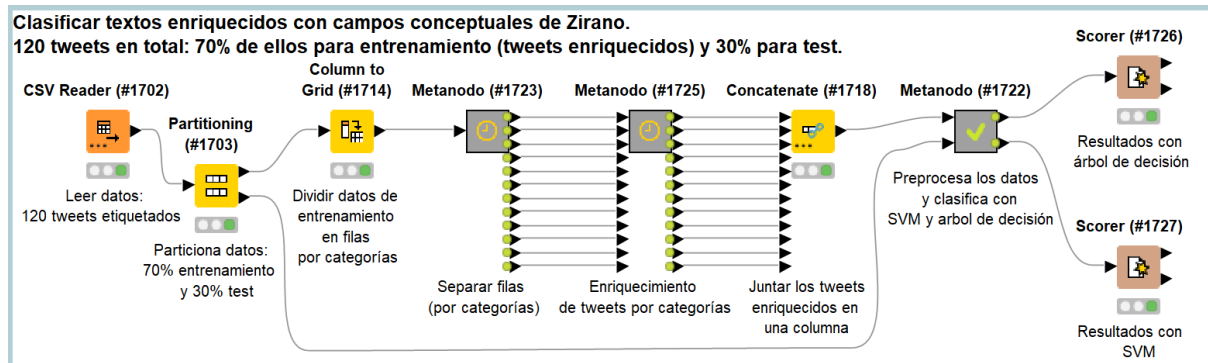 Clasificar textos enriquecidos con campos conceptuales de Zirano.
120 tweets en total: 70% de ellos para entrenamiento (tweets enriquecidos) y 30% para test.
CSV Reader (#1702)
Leer datos:
120 tweets etiquetados
Partitioning
(#1703)
Particiona datos:
70% entrenamiento
y 30% test
Column to
Grid (#1714)
Dividir datos de
entrenamiento
en filas
por categorías
Metanodo (#1723)
Separar filas
(por categorías)
Metanodo (#1725)
Enriquecimiento
de tweets por categorías
Concatenate (#1718)
Juntar los tweets
enriquecidos en
una columna
Metanodo (#1722)
Preprocesa los datos
y clasifica con
SVM y arbol de decisión
Scorer (#1726)
Resultados con
árbol de decisión
Scorer (#1727)
Resultados con
SVM